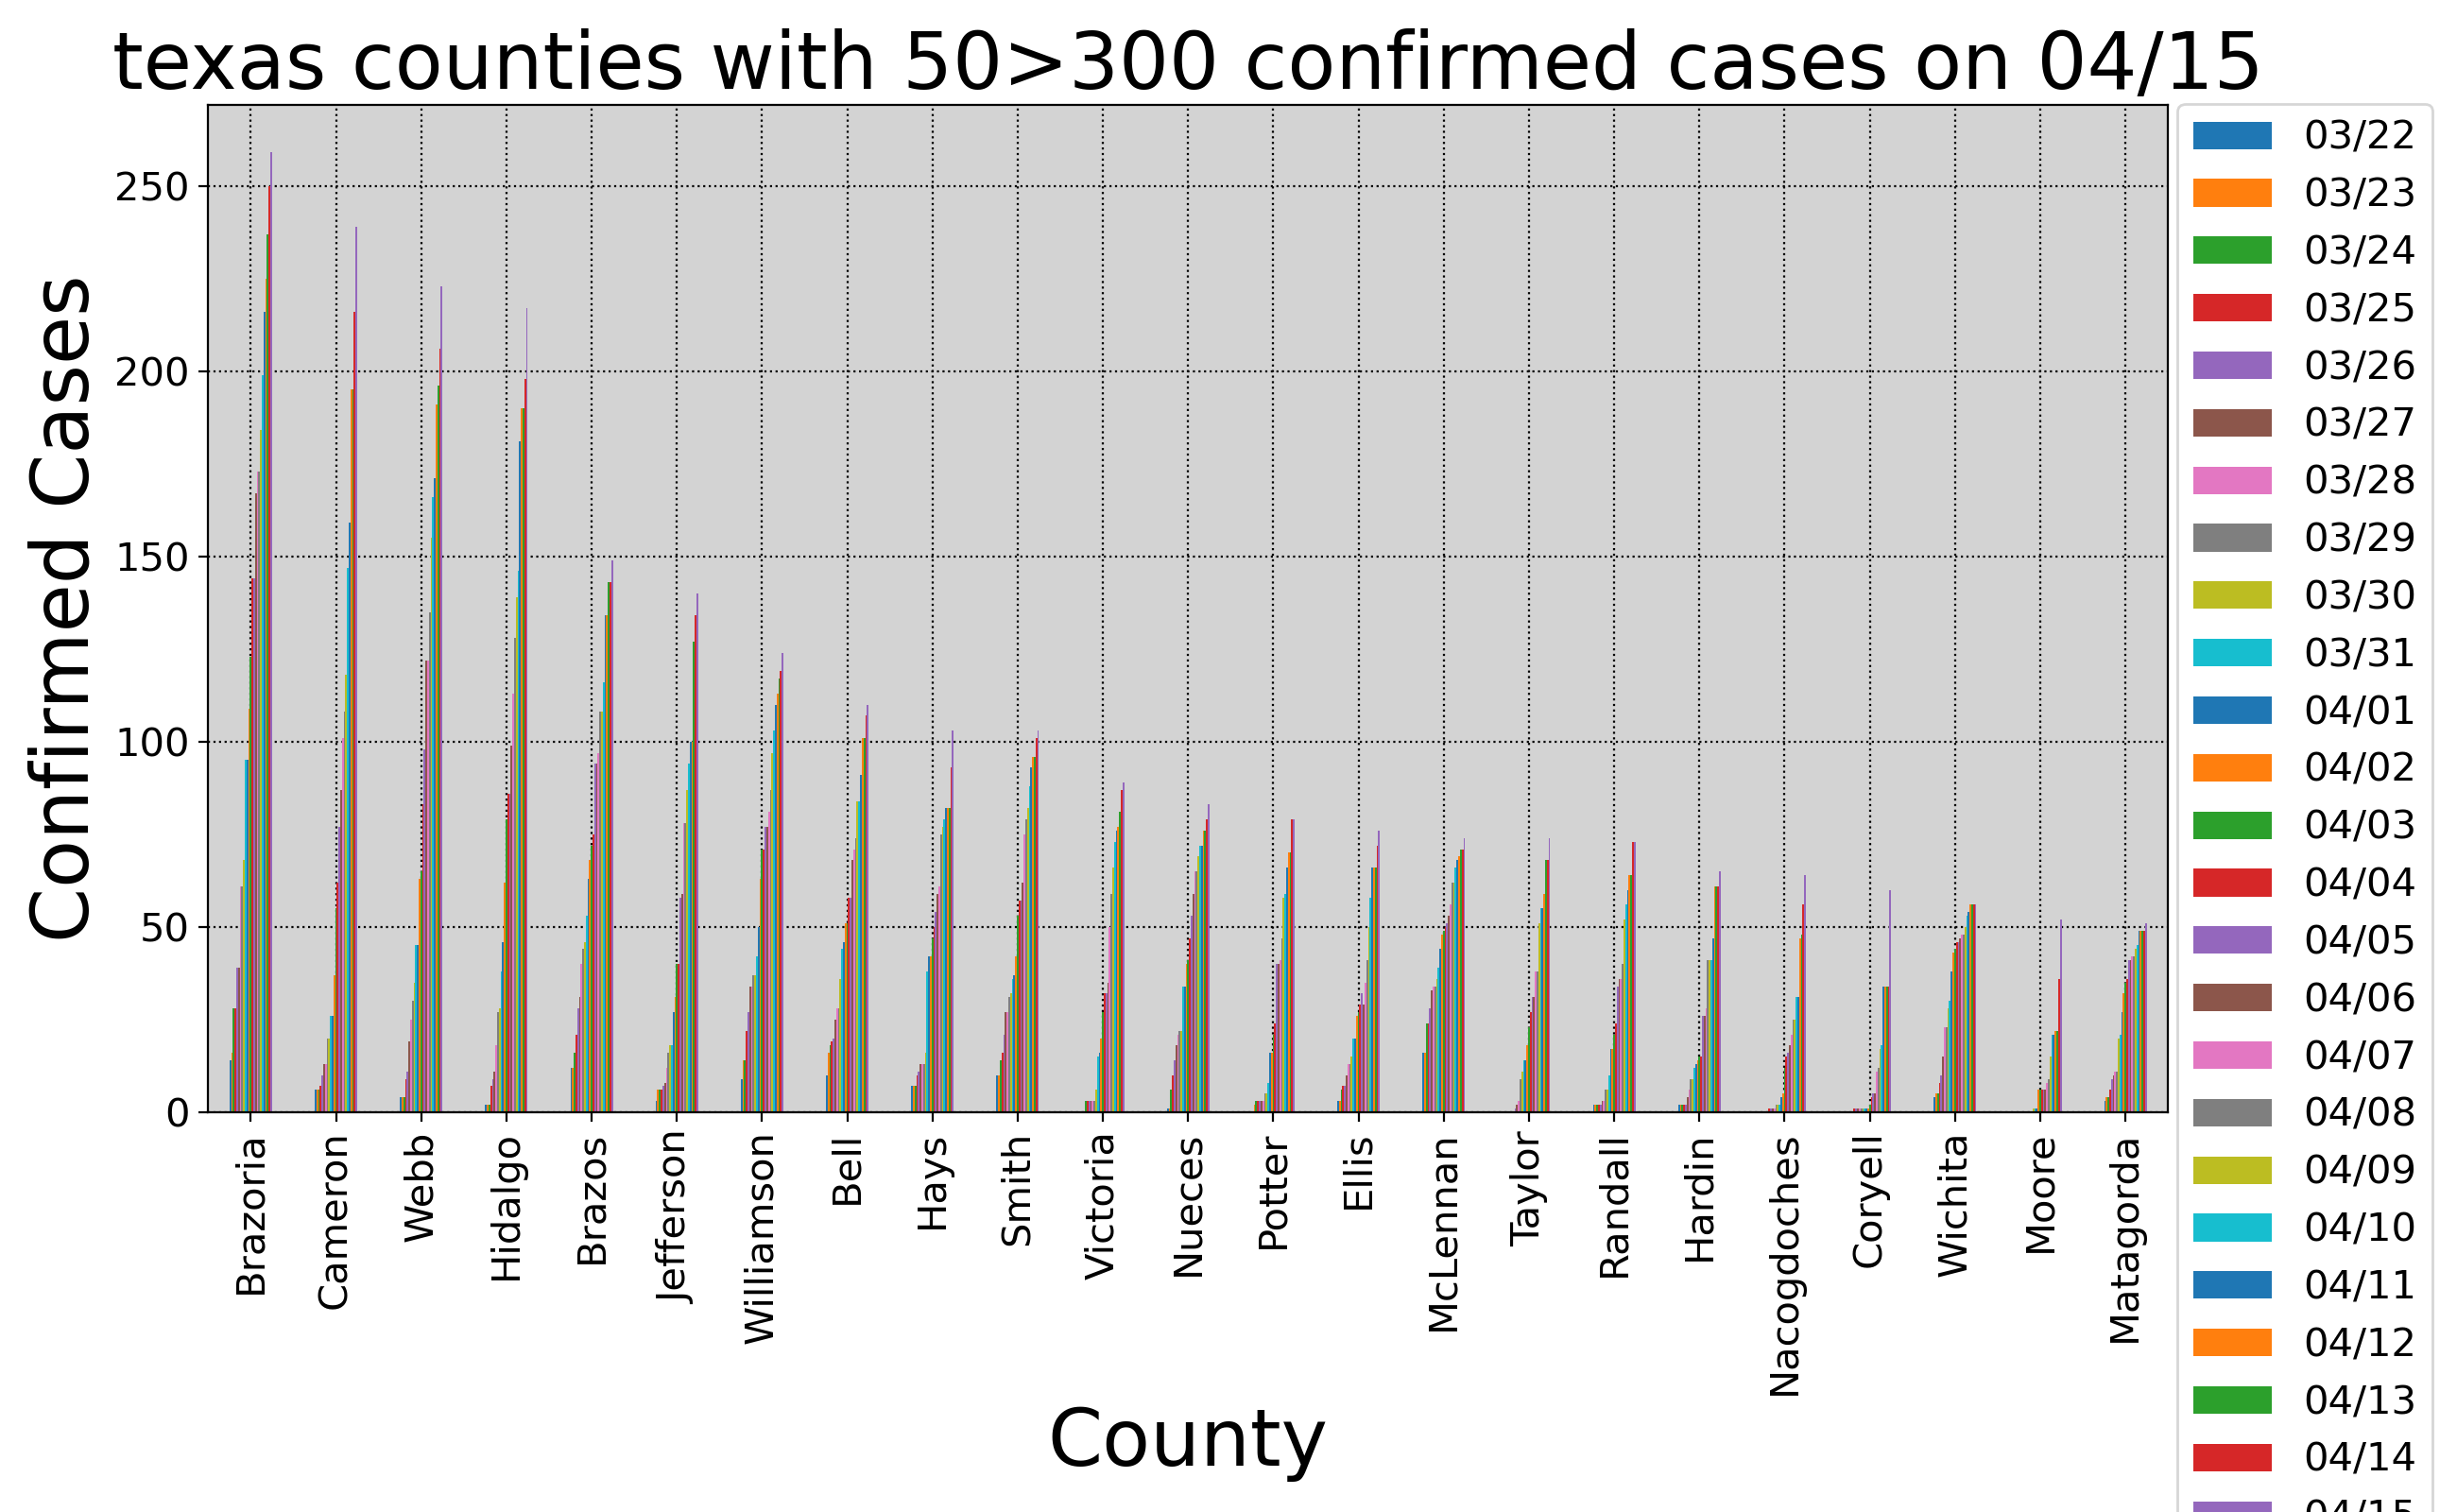 texas counties with 50>300 confirmed cases on 04/15
Confirmed Cases
250
200
150
100
50
0
Brazoria
Cameron
Webb
Hidalgo
Brazos
Jefferson
Williamson
Bell
Hays
Smith
Victoria
Nueces
Potter
Ellis
McLennan
Taylor
Randall
Hardin
Nacogdoches
Coryell
Wichita
Moore
Matagorda
County
03/22
03/23
03/24
03/25
03/26
03/27
03/28
03/29
03/30
03/31
04/01
04/02
04/03
04/04
04/05
04/06
04/07
04/08
04/09
04/10
04/11
04/12
04/13
04/14
04/15